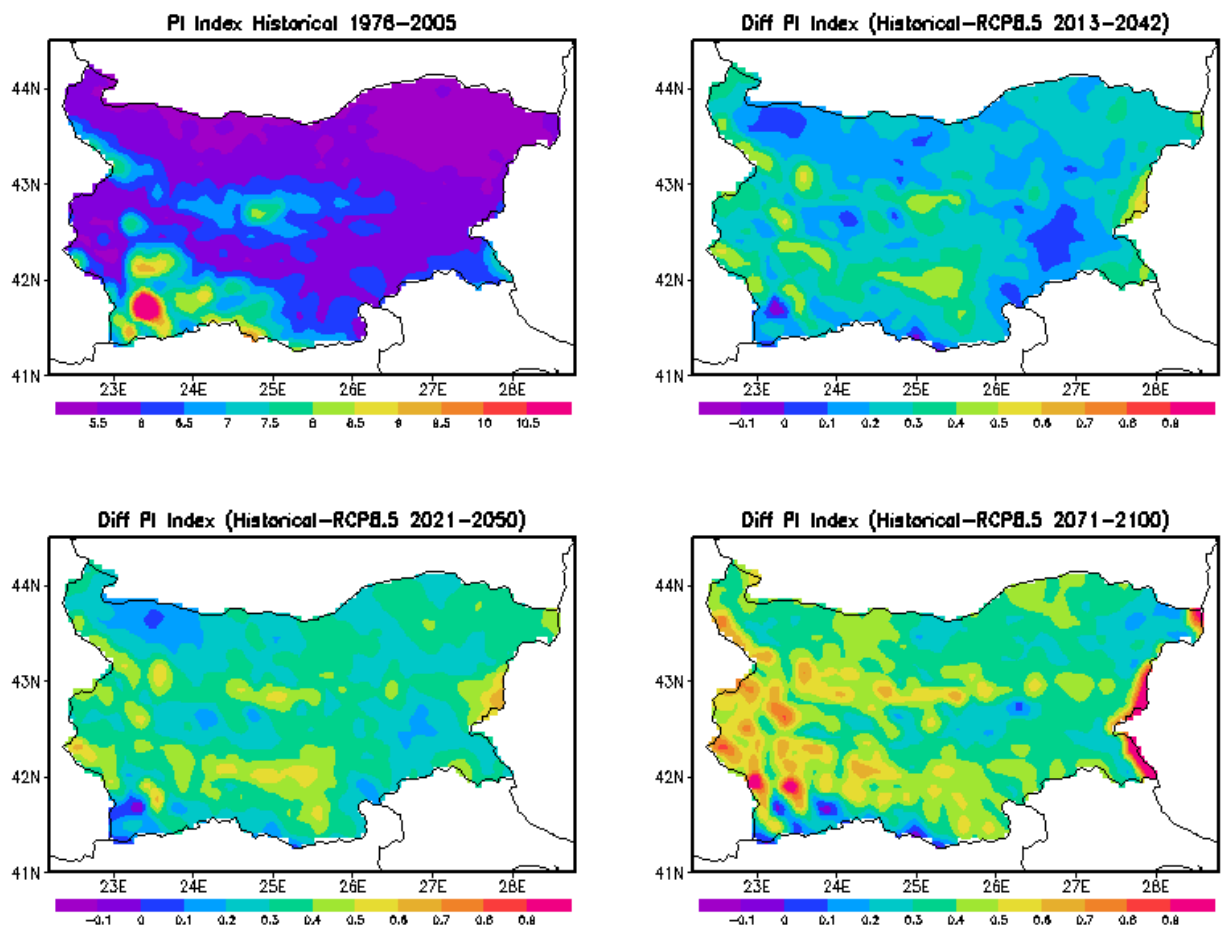 PI Index Historical 1976-2005
44N
43N
42N
41N
23E 24E 25E 26E 27E 28E
5.5 6 6.5 7 7.5 8 8.5 9 9.5 10 10.5
Diff PI Index (Historical-RCP8.5 2013-2042)
44N
43N
42N
41N
23E 24E 25E 26E 27E 28E
-0.1 0 0.1 0.2 0.3 0.4 0.5 0.6 0.7 0.8 0.9
Diff PI Index (Historical-RCP8.5 2021-2050)
44N
43N
42N
41N
23E 24E 25E 26E 27E 28E
-0.1 0 0.1 0.2 0.3 0.4 0.5 0.6 0.7 0.8 0.9
Diff PI Index (Historical-RCP8.5 2071-2100)
44N
43N
42N
41N
23E 24E 25E 26E 27E 28E
-0.1 0 0.1 0.2 0.3 0.4 0.5 0.6 0.7 0.8 0.9